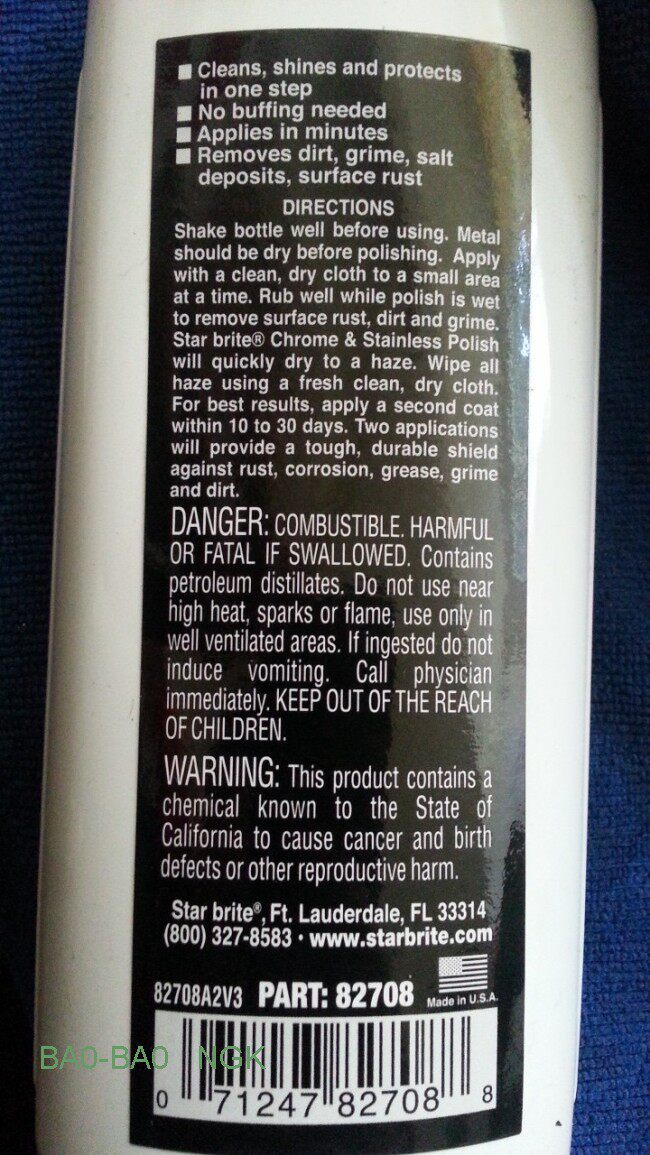 ■ Cleans, shines and protects
in one step
■ No buffing needed
■ Applies in minutes
■ Removes dirt, grime, salt
deposits, surface rust
DIRECTIONS
Shake bottle well before using. Metal
should be dry before polishing. Apply
with a clean, dry cloth to a small area
at a time. Rub well while polish is wet
to remove surface rust, dirt and grime.
Star brite® Chrome & Stainless Polish
will quickly dry to a haze. Wipe all
haze using a fresh clean, dry cloth.
For best results, apply a second coat
within 10 to 30 days. Two applications
will provide a tough, durable shield
against rust, corrosion, grease, grime
and dirt.
DANGER: COMBUSTIBLE. HARMFUL
OR FATAL IF SWALLOWED. Contains
petroleum distillates. Do not use near
high heat, sparks or flame, use only in
well ventilated areas. If ingested do not
induce vomiting. Call physician
immediately. KEEP OUT OF THE REACH
OF CHILDREN.
WARNING: This product contains a
chemical known to the State of
California to cause cancer and birth
defects or other reproductive harm.
Star brite®, Ft. Lauderdale, FL 33314
(800) 327-8583 • www.starbrite.com
82708A2V3 PART: 82708 Made in U.S.A.
BAO-BAO NGK
0 71247 82708 8